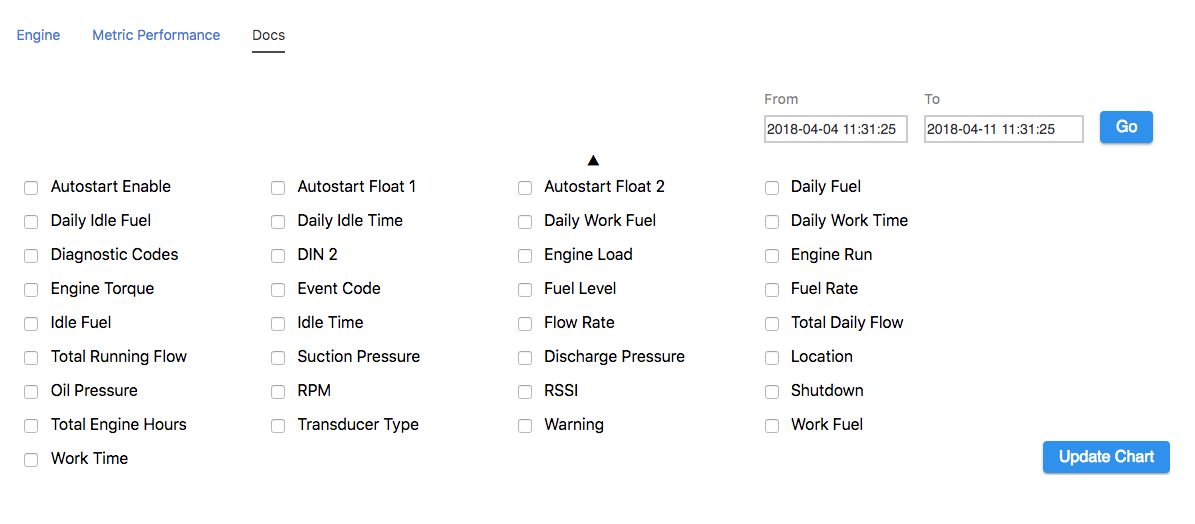 Engine Metric Performance Docs
From To
2018-04-04 11:31:25 2018-04-11 11:31:25 Go
Autostart Enable Autostart Float 1 Autostart Float 2 Daily Fuel
Daily Idle Fuel Daily Idle Time Daily Work Fuel Daily Work Time
Diagnostic Codes DIN 2 Engine Load Engine Run
Engine Torque Event Code Fuel Level Fuel Rate
Idle Fuel Idle Time Flow Rate Total Daily Flow
Total Running Flow Suction Pressure Discharge Pressure Location
Oil Pressure RPM RSSI Shutdown
Total Engine Hours Transducer Type Warning Work Fuel
Work Time Update Chart